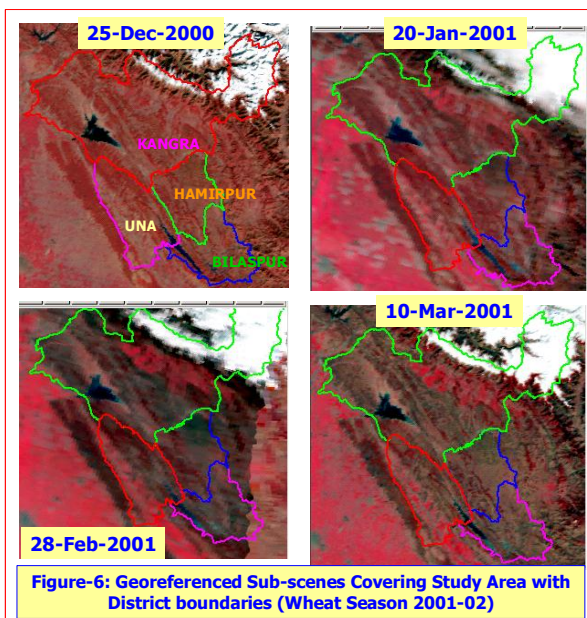 25-Dec-2000
20-Jan-2001
KANGRA
HAMIRPUR
UNA
BILASPUR
28-Feb-2001
10-Mar-2001
Figure-6: Georeferenced Sub-scenes Covering Study Area with
District boundaries (Wheat Season 2001-02)